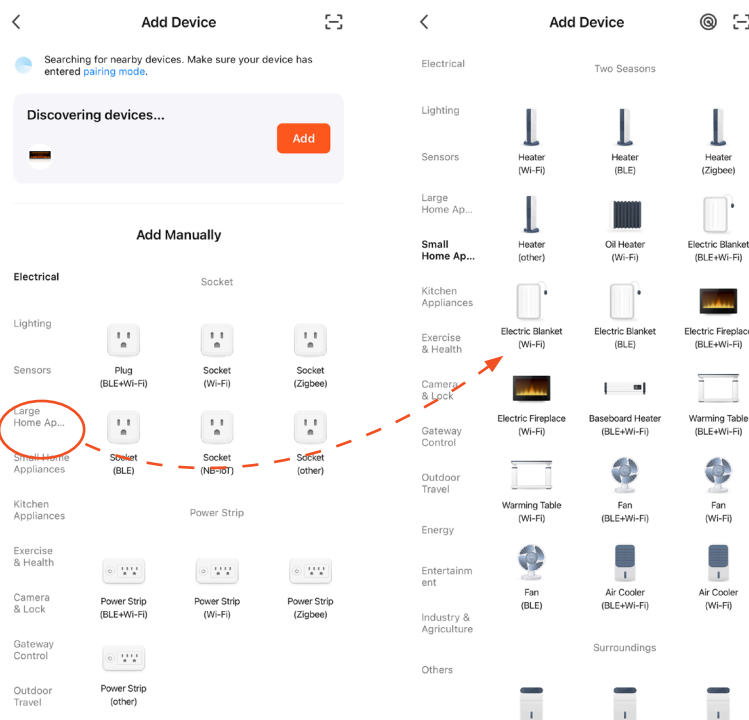 Add Device
Searching for nearby devices. Make sure your device has
entered pairing mode.
Discovering devices...
Add
Add Manually
Electrical
Lighting
Sensors
Large
Home Ap...
Small Home
Appliances
Kitchen
Appliances
Exercise
& Health
Camera
& Lock
Gateway
Control
Outdoor
Travel
Socket
Plug
(BLE+Wi-Fi)
Socket
(Wi-Fi)
Socket
(Zigbee)
Socket
(BLE)
Socket
(NB-IoT)
Socket
(other)
Power Strip
Power Strip
(BLE+Wi-Fi)
Power Strip
(Wi-Fi)
Power Strip
(Zigbee)
Power Strip
(other)
Add Device
Electrical
Lighting
Sensors
Large
Home Ap...
Small
Home Ap...
Kitchen
Appliances
Exercise
& Health
Camera
& Lock
Gateway
Control
Outdoor
Travel
Energy
Entertainm
ent
Industry &
Agriculture
Others
Two Seasons
Heater
(Wi-Fi)
Heater
(BLE)
Heater
(Zigbee)
Heater
(other)
Oil Heater
(Wi-Fi)
Electric Blanket
(BLE+Wi-Fi)
Electric Blanket
(Wi-Fi)
Electric Blanket
(BLE)
Electric Fireplac
(BLE+Wi-Fi)
Electric Fireplace
(Wi-Fi)
Baseboard Heater
(BLE+Wi-Fi)
Warming Table
(BLE+Wi-Fi)
Warming Table
(Wi-Fi)
Fan
(BLE+Wi-Fi)
Fan
(Wi-Fi)
Fan
(BLE)
Air Cooler
(BLE+Wi-Fi)
Air Cooler
(Wi-Fi)
Surroundings